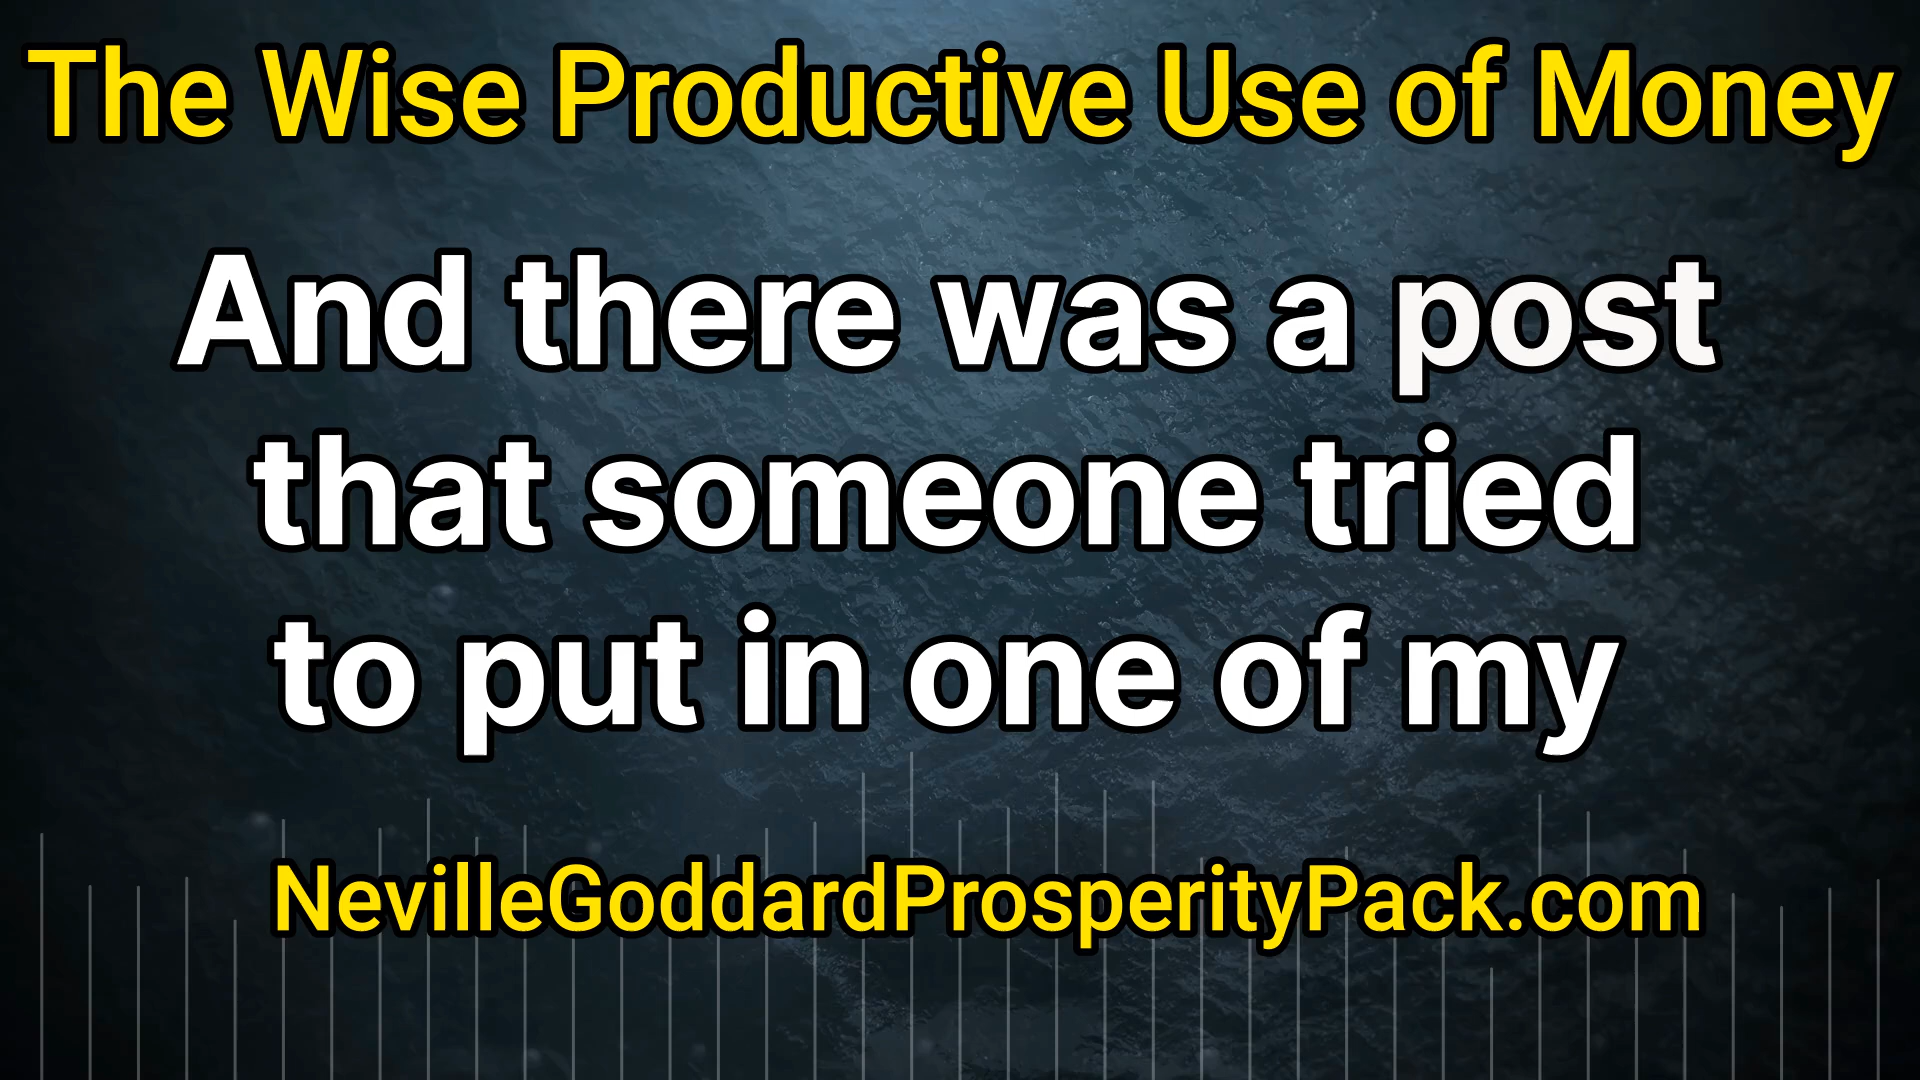 The Wise Productive Use of Money
And there was a post
that someone tried
to put in one of my
NevilleGoddardProsperityPack.com